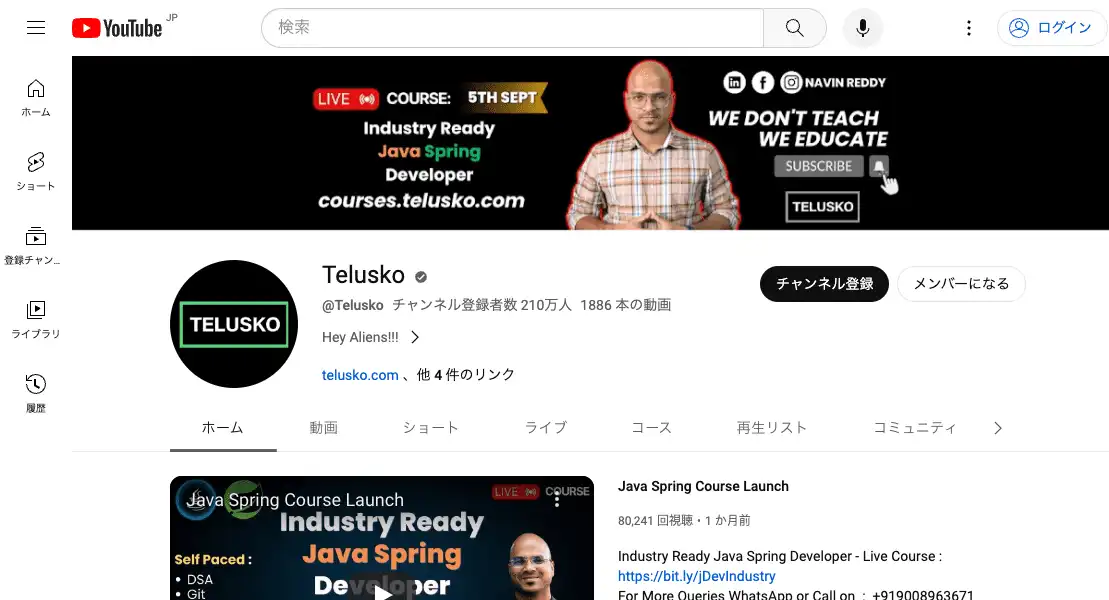 YouTube JP
検索
ログイン
ホーム
ショート
登録チャン...
ライブラリ
履歴
LIVE COURSE: 5TH SEPT
Industry Ready
Java Spring
Developer
courses.telusko.com
NAVIN REDDY
WE DON'T TEACH
WE EDUCATE
SUBSCRIBE
TELUSKO
TELUSKO
Telusko
@Telusko チャンネル登録者数 210万人 1886 本の動画
Hey Aliens!!!
telusko.com 、他 4 件のリンク
チャンネル登録
メンバーになる
ホーム
動画
ショート
ライブ
コース
再生リスト
コミュニティ
Java Spring Course Launch
LIVE COURSE
Industry Ready
Java Spring
Developer
Self Paced :
• DSA
• Git
Java Spring Course Launch
80,241 回視聴・1 か月前
Industry Ready Java Spring Developer - Live Course :
https://bit.ly/jDevIndustry
For More Queries WhatsApp or Call on : +919008963671